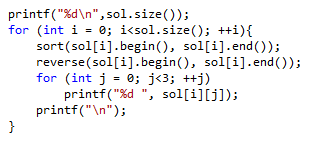 printf("%d\n",sol.size());
for (int i = 0; i<sol.size(); ++i){
    sort(sol[i].begin(), sol[i].end());
    reverse(sol[i].begin(), sol[i].end());
    for (int j = 0; j<3; ++j)
        printf("%d ", sol[i][j]);
    printf("\n");
}